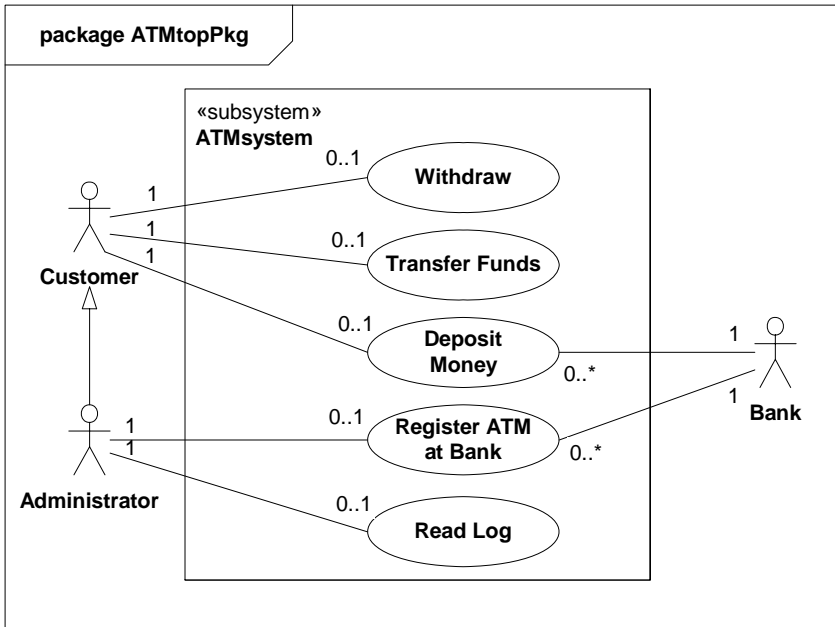 package ATMtopPkg
«subsystem»
ATMsystem
0..1
Withdraw
1
1
0..1
Transfer Funds
1
Customer
0..1
Deposit
Money
1
0..*
1
Bank
1
0..1
Register ATM
at Bank
0..*
1
Administrator
0..1
Read Log